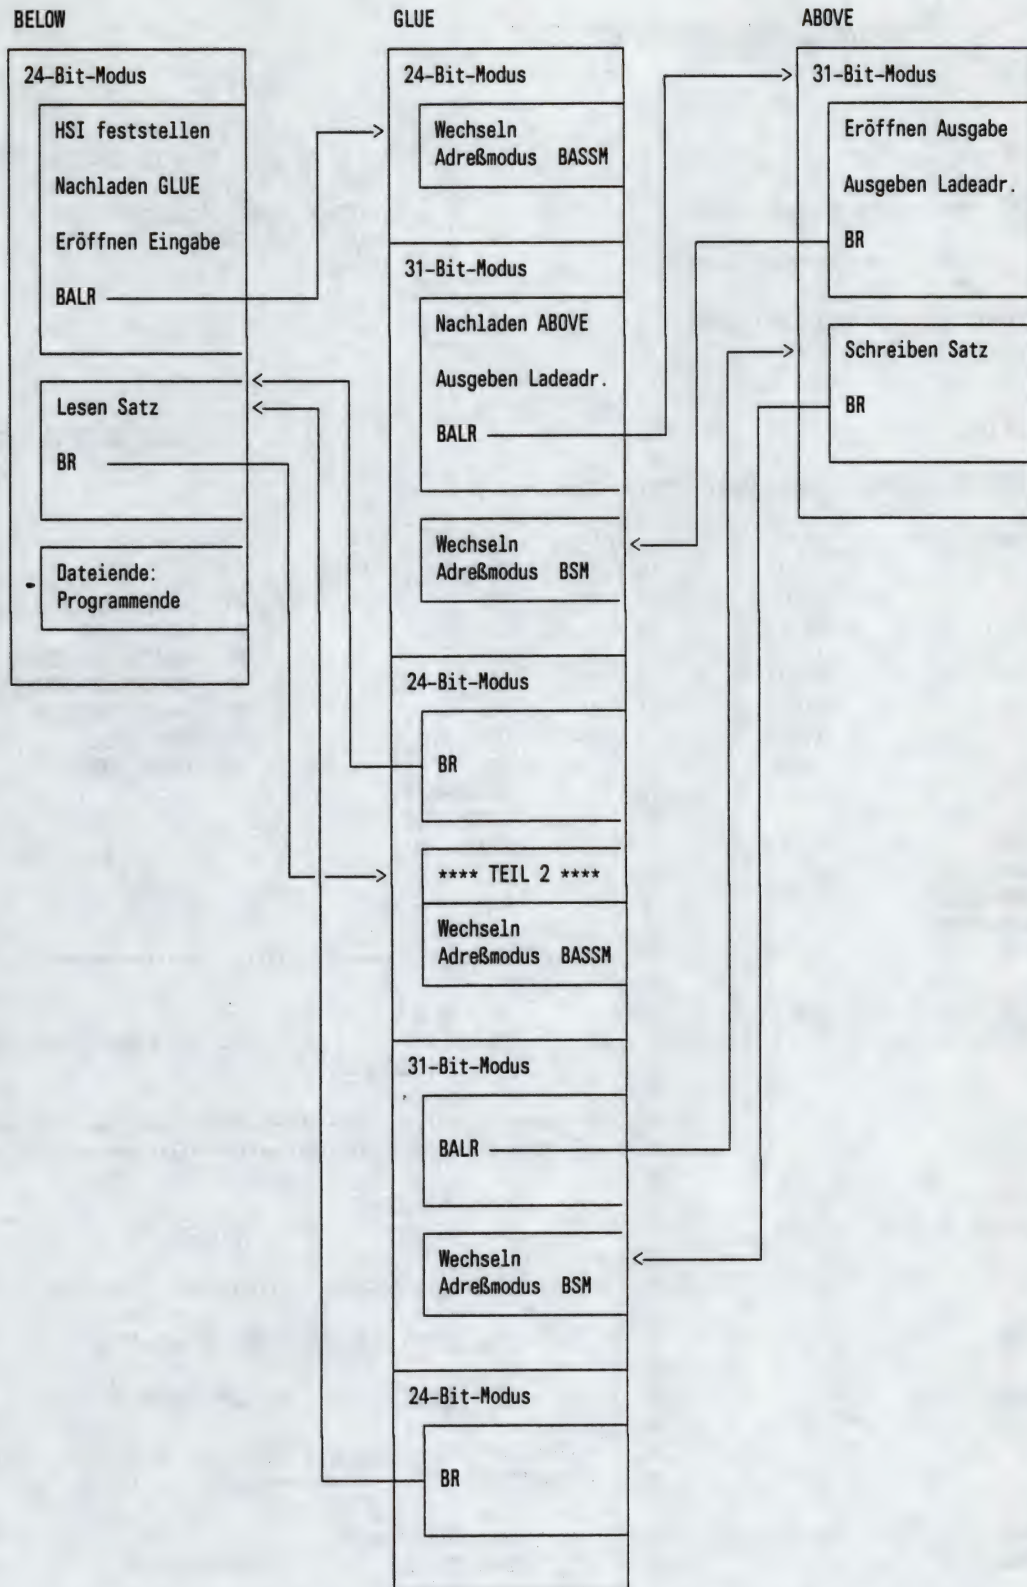 BELOW
24-Bit-Modus
HSI feststellen
Nachladen GLUE
Eröffnen Eingabe
BALR
Lesen Satz
BR
Dateiende:
Programmende
GLUE
24-Bit-Modus
Wechseln
Adreßmodus BASSM
31-Bit-Modus
Nachladen ABOVE
Ausgeben Ladeadr.
BALR
Wechseln
Adreßmodus BSM
24-Bit-Modus
BR
**** TEIL 2 ****
Wechseln
Adreßmodus BASSM
31-Bit-Modus
BALR
Wechseln
Adreßmodus BSM
24-Bit-Modus
BR
ABOVE
31-Bit-Modus
Eröffnen Ausgabe
Ausgeben Ladeadr.
BR
Schreiben Satz
BR